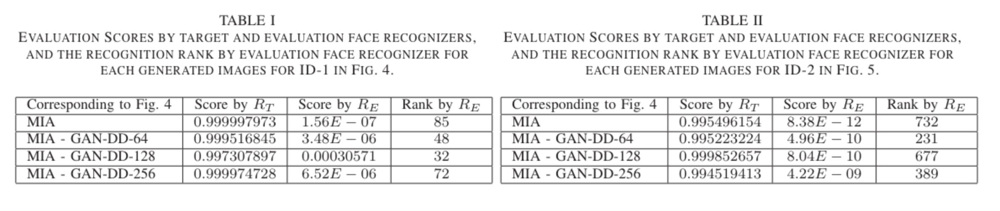 TABLE I
EVALUATION SCORES BY TARGET AND EVALUATION FACE RECOGNIZERS,
AND THE RECOGNITION RANK BY EVALUATION FACE RECOGNIZER FOR
EACH GENERATED IMAGES FOR ID-1 IN FIG. 4.
Corresponding to Fig. 4 Score by R_T Score by R_E Rank by R_E
MIA 0.999997973 1.56E − 07 85
MIA - GAN-DD-64 0.999516845 3.48E − 06 48
MIA - GAN-DD-128 0.997307897 0.00030571 32
MIA - GAN-DD-256 0.999974728 6.52E − 06 72
TABLE II
EVALUATION SCORES BY TARGET AND EVALUATION FACE RECOGNIZERS,
AND THE RECOGNITION RANK BY EVALUATION FACE RECOGNIZER FOR
EACH GENERATED IMAGES FOR ID-2 IN FIG. 5.
Corresponding to Fig. 4 Score by R_T Score by R_E Rank by R_E
MIA 0.995496154 8.38E − 12 732
MIA - GAN-DD-64 0.995223224 4.96E − 10 231
MIA - GAN-DD-128 0.999852657 8.04E − 10 677
MIA - GAN-DD-256 0.994519413 4.22E − 09 389